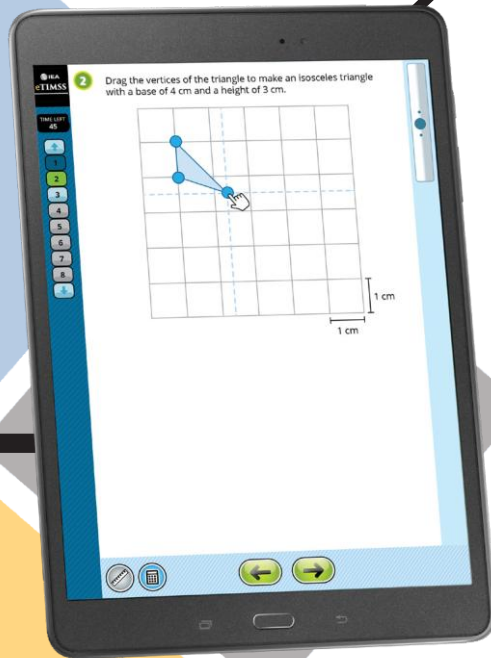 IEA
eTIMSS
TIME LEFT
45
1
2
3
4
5
6
7
8
2 Drag the vertices of the triangle to make an isosceles triangle
with a base of 4 cm and a height of 3 cm.
1 cm
1 cm